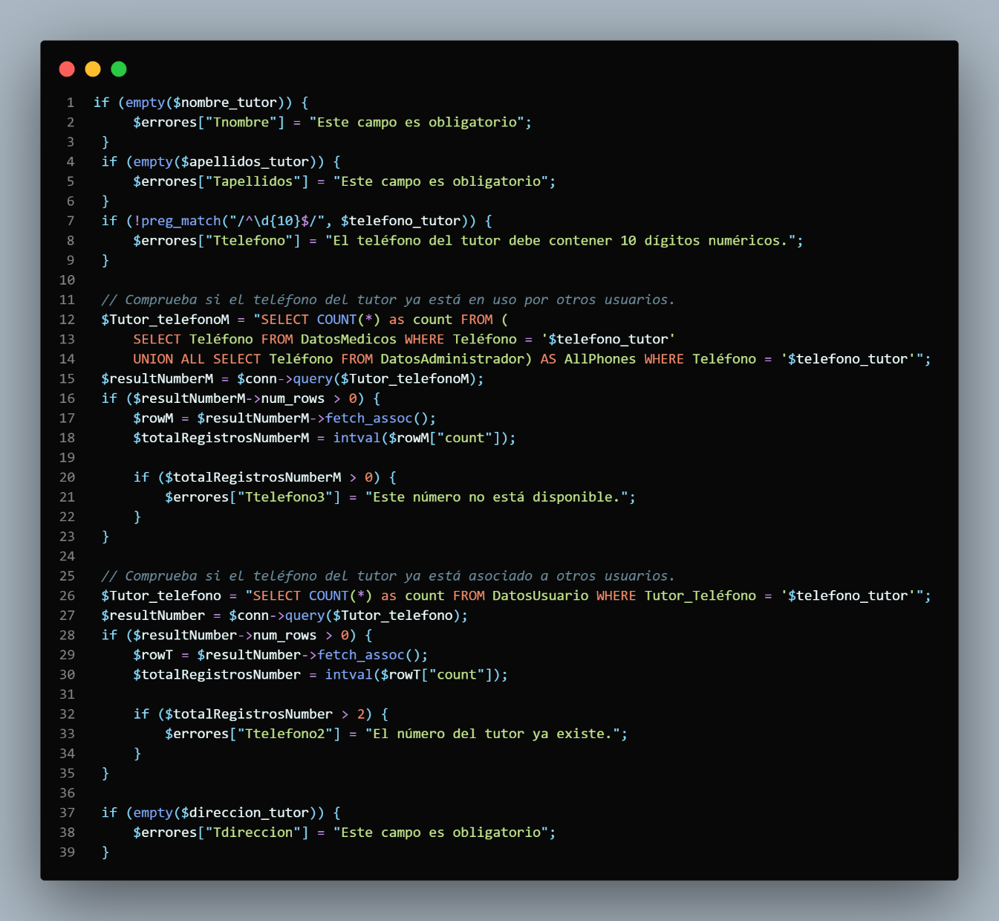 1 if (empty($nombre_tutor)) {
2 $errores["Tnombre"] = "Este campo es obligatorio";
3 }
4 if (empty($apellidos_tutor)) {
5 $errores["Tapellidos"] = "Este campo es obligatorio";
6 }
7 if (!preg_match("/^\d{10}$/", $telefono_tutor)) {
8 $errores["Ttelefono"] = "El teléfono del tutor debe contener 10 dígitos numéricos.";
9 }
10
11 // Comprueba si el teléfono del tutor ya está en uso por otros usuarios.
12 $Tutor_telefonoM = "SELECT COUNT(*) as count FROM (
13 SELECT Teléfono FROM DatosMedicos WHERE Teléfono = '$telefono_tutor'
14 UNION ALL SELECT Teléfono FROM DatosAdministrador) AS AllPhones WHERE Teléfono = '$telefono_tutor'";
15 $resultNumberM = $conn->query($Tutor_telefonoM);
16 if ($resultNumberM->num_rows > 0) {
17 $rowM = $resultNumberM->fetch_assoc();
18 $totalRegistrosNumberM = intval($rowM["count"]);
19
20 if ($totalRegistrosNumberM > 0) {
21 $errores["Ttelefono3"] = "Este número no está disponible.";
22 }
23 }
24
25 // Comprueba si el teléfono del tutor ya está asociado a otros usuarios.
26 $Tutor_telefono = "SELECT COUNT(*) as count FROM DatosUsuario WHERE Tutor_Teléfono = '$telefono_tutor'";
27 $resultNumber = $conn->query($Tutor_telefono);
28 if ($resultNumber->num_rows > 0) {
29 $rowT = $resultNumber->fetch_assoc();
30 $totalRegistrosNumber = intval($rowT["count"]);
31
32 if ($totalRegistrosNumber > 2) {
33 $errores["Ttelefono2"] = "El número del tutor ya existe.";
34 }
35 }
36
37 if (empty($direccion_tutor)) {
38 $errores["Tdireccion"] = "Este campo es obligatorio";
39 }